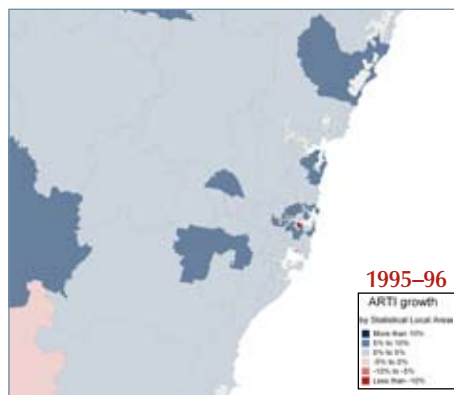 1995–96
ARTI growth
by Statistical Local Areas
More than 10%
5% to 10%
0% to 5%
-5% to 0%
-10% to -5%
Less than -10%